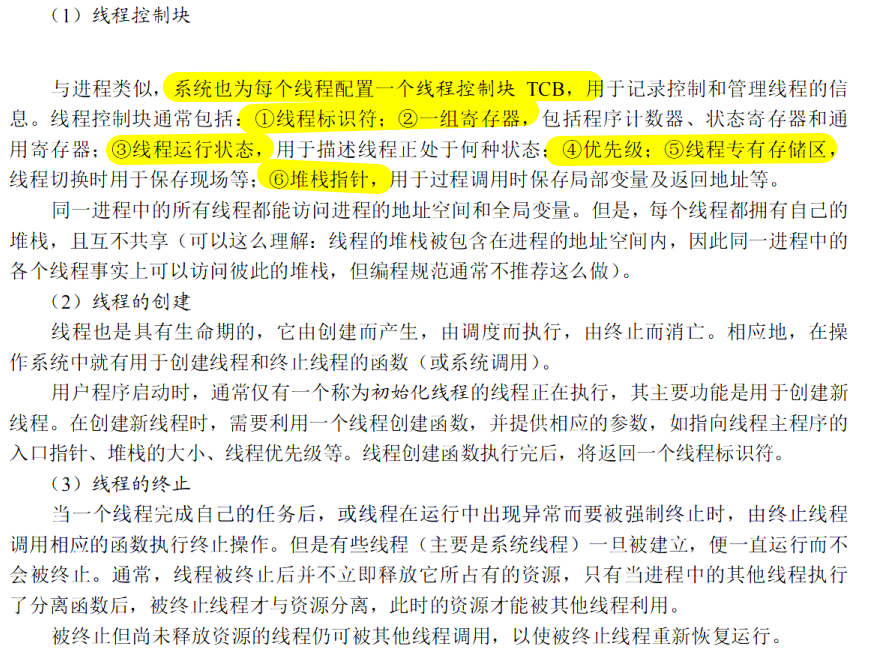 （1）线程控制块
与进程类似，系统也为每个线程配置一个线程控制块 TCB，用于记录控制和管理线程的信
息。线程控制块通常包括：①线程标识符；②一组寄存器，包括程序计数器、状态寄存器和通
用寄存器；③线程运行状态，用于描述线程正处于何种状态；④优先级；⑤线程专有存储区，
线程切换时用于保存现场等；⑥堆栈指针，用于过程调用时保存局部变量及返回地址等。
同一进程中的所有线程都能访问进程的地址空间和全局变量。但是，每个线程都拥有自己的
堆栈，且互不共享（可以这么理解：线程的堆栈被包含在进程的地址空间内，因此同一进程中的
各个线程事实上可以访问彼此的堆栈，但编程规范通常不推荐这么做）。
（2）线程的创建
线程也是具有生命期的，它由创建而产生，由调度而执行，由终止而消亡。相应地，在操
作系统中就有用于创建线程和终止线程的函数（或系统调用）。
用户程序启动时，通常仅有一个称为初始化线程的线程正在执行，其主要功能是用于创建新
线程。在创建新线程时，需要利用一个线程创建函数，并提供相应的参数，如指向线程主程序的
入口指针、堆栈的大小、线程优先级等。线程创建函数执行完后，将返回一个线程标识符。
（3）线程的终止
当一个线程完成自己的任务后，或线程在运行中出现异常而要被强制终止时，由终止线程
调用相应的函数执行终止操作。但是有些线程（主要是系统线程）一旦被建立，便一直运行而不
会被终止。通常，线程被终止后并不立即释放它所占有的资源，只有当进程中的其他线程执行
了分离函数后，被终止线程才与资源分离，此时的资源才能被其他线程利用。
被终止但尚未释放资源的线程仍可被其他线程调用，以使被终止线程重新恢复运行。